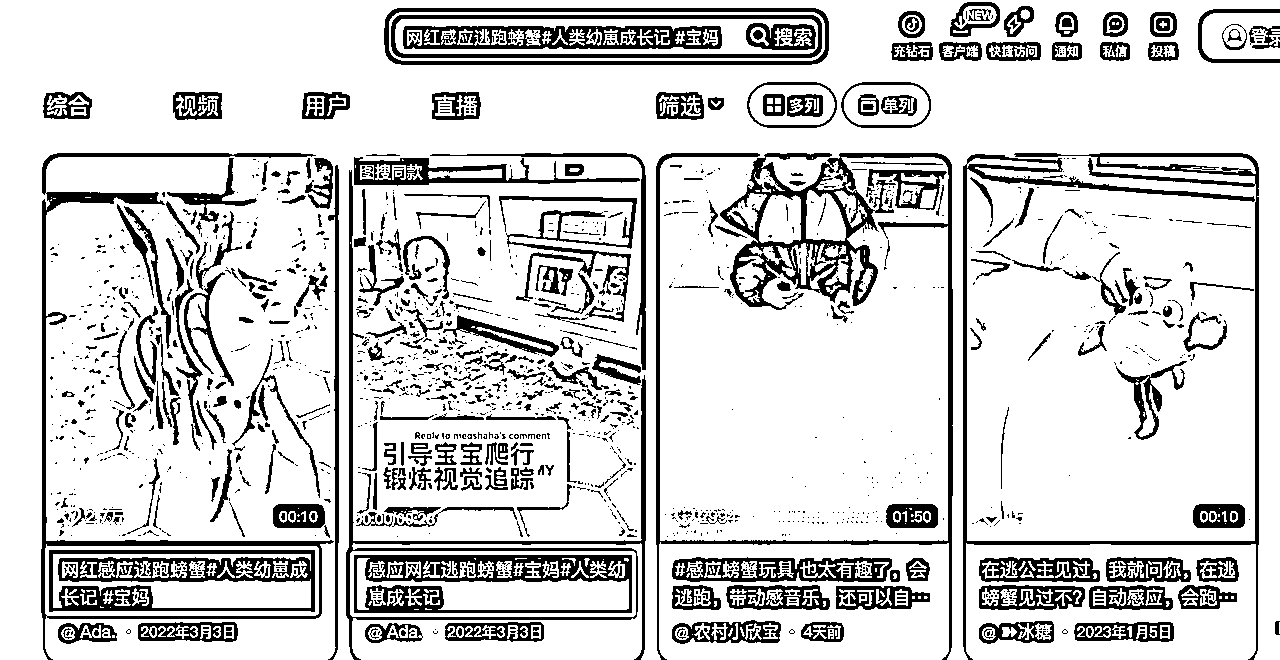 网红感应逃跑螃蟹#人类幼崽成长记 #宝妈
搜索
充钻石
客户端
NEW
快捷访问
通知
私信
投稿
登录
综合
视频
用户
直播
筛选
多列
单列
图搜同款
Reply to meoshaha's comment
引导宝宝爬行
锻炼视觉追踪
00:10
01:50
00:10
网红感应逃跑螃蟹#人类幼崽成
长记 #宝妈
@Ada. 。2022年3月3日
感应网红逃跑螃蟹#宝妈#人类幼
崽成长记
@Ada. 。2022年3月3日
#感应螃蟹玩具 也太有趣了，会
逃跑，带动感音乐，还可以自…
@农村小欣宝 。4天前
在逃公主见过，我就问你，在逃
螃蟹见过不？自动感应，会跑…
冰糖 。2023年1月5日